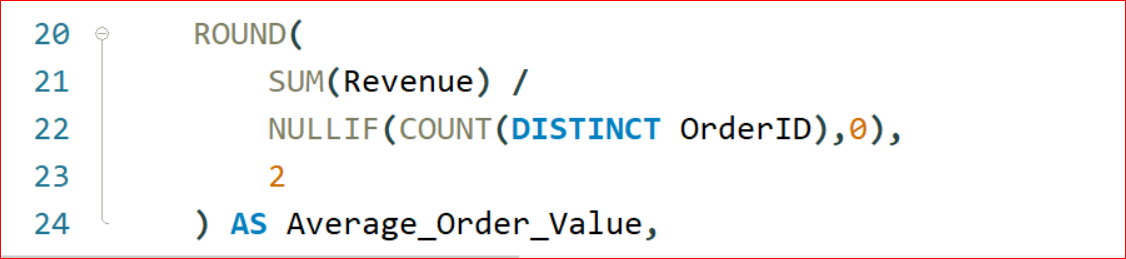 20 ROUND(
21 SUM(Revenue) /
22 NULLIF(COUNT(DISTINCT OrderID),0),
23 2
24 ) AS Average_Order_Value,